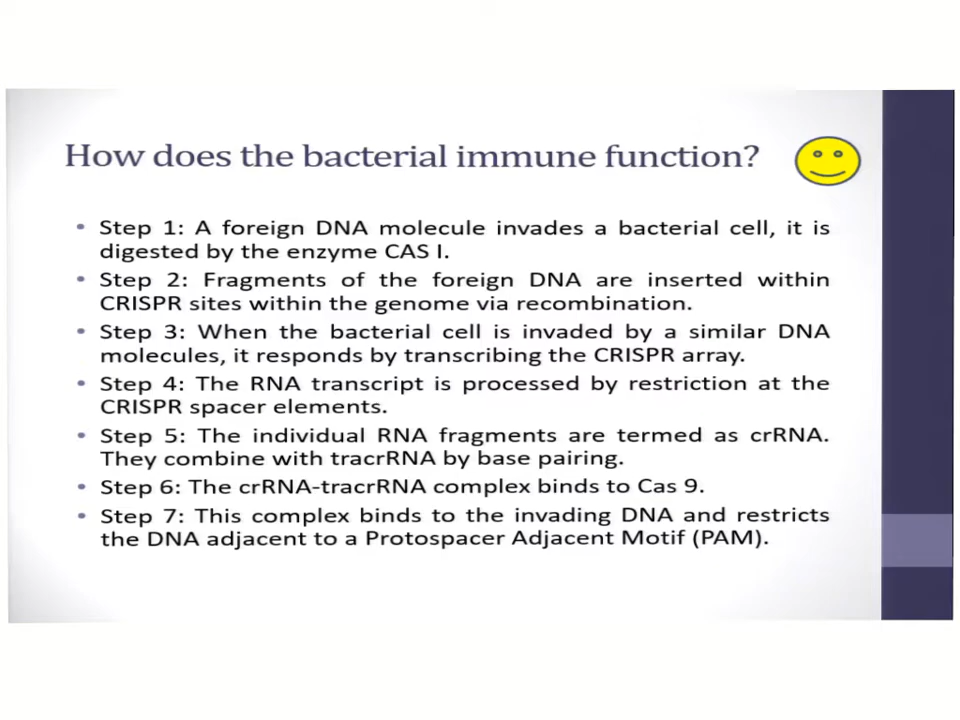 How does the bacterial immune function?
• Step 1: A foreign DNA molecule invades a bacterial cell, it is
digested by the enzyme CAS I.
• Step 2: Fragments of the foreign DNA are inserted within
CRISPR sites within the genome via recombination.
• Step 3: When the bacterial cell is invaded by a similar DNA
molecules, it responds by transcribing the CRISPR array.
• Step 4: The RNA transcript is processed by restriction at the
CRISPR spacer elements.
• Step 5: The individual RNA fragments are termed as crRNA.
They combine with tracrRNA by base pairing.
• Step 6: The crRNA-tracrRNA complex binds to Cas 9.
• Step 7: This complex binds to the invading DNA and restricts
the DNA adjacent to a Protospacer Adjacent Motif (PAM).